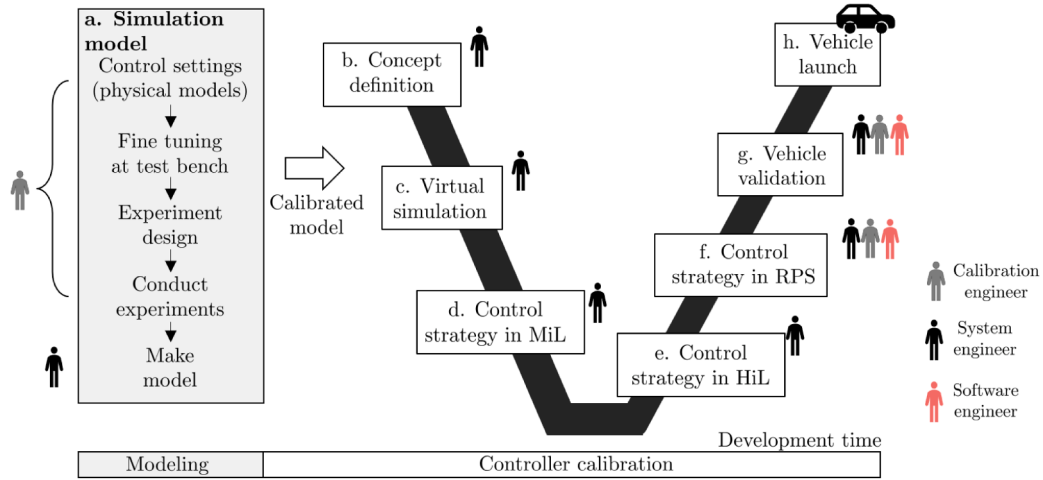 a. Simulation
model
Control settings
(physical models)
Fine tuning
at test bench
Experiment
design
Conduct
experiments
Make
model
Calibrated
model
b. Concept
definition
c. Virtual
simulation
d. Control
strategy in MiL
e. Control
strategy in HiL
f. Control
strategy in RPS
g. Vehicle
validation
h. Vehicle
launch
Calibration
engineer
System
engineer
Software
engineer
Development time
Modeling
Controller calibration